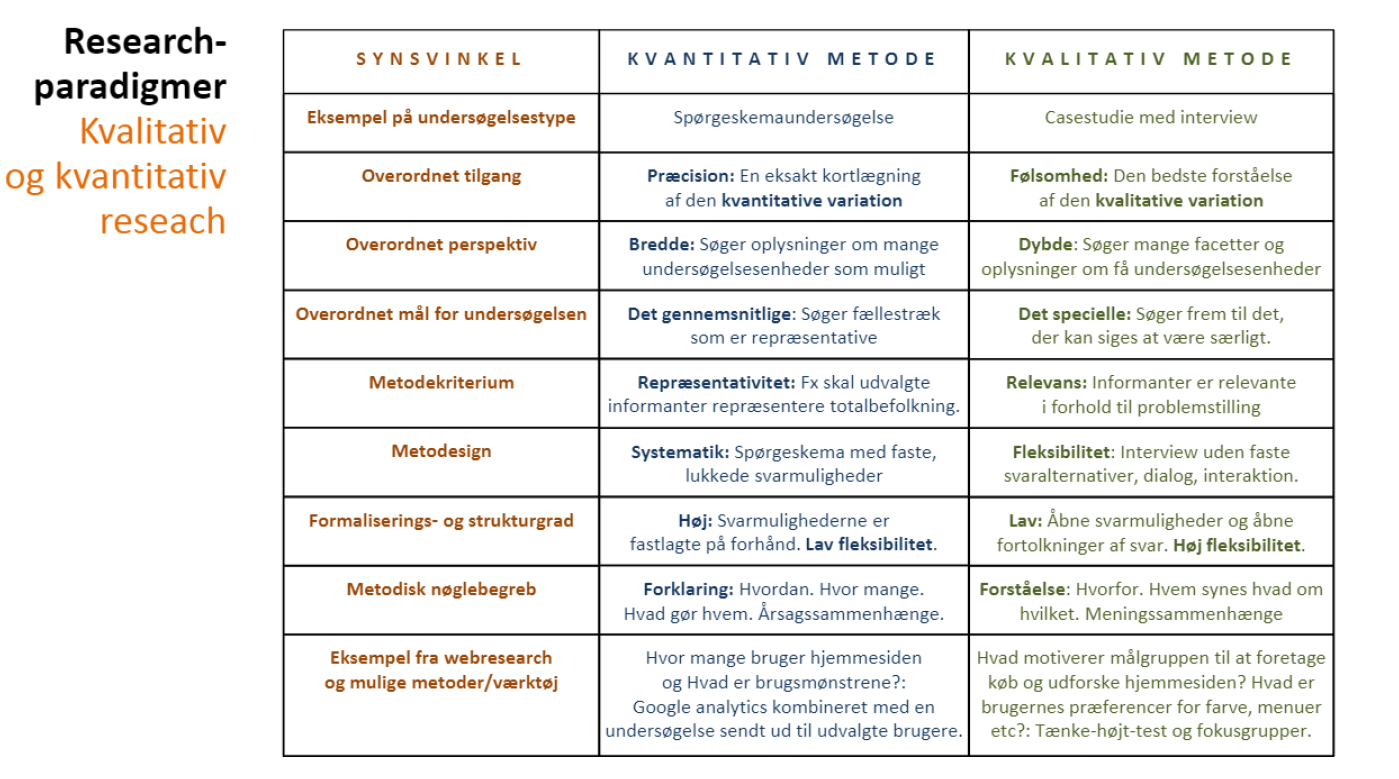 Research-
paradigmer
Kvalitativ
og kvantitativ
reseach
SYNSVINKEL
KVANTITATIV METODE
KVALITATIV METODE
Eksempel på undersøgelsestype
Spørgeskemaundersøgelse
Casestudie med interview
Overordnet tilgang
Præcision: En eksakt kortlægning
af den kvantitative variation
Følsomhed: Den bedste forståelse
af den kvalitative variation
Overordnet perspektiv
Bredde: Søger oplysninger om mange
undersøgelsesenheder som muligt
Dybde: Søger mange facetter og
oplysninger om få undersøgelsesenheder
Overordnet mål for undersøgelsen
Det gennemsnitlige: Søger fællestræk
som er repræsentative
Det specielle: Søger frem til det,
der kan siges at være særligt.
Metodekriterium
Repræsentativitet: Fx skal udvalgte
informanter repræsentere totalbefolkning.
Relevans: Informanter er relevante
i forhold til problemstilling
Metodesign
Systematik: Spørgeskema med faste,
lukkede svarmuligheder
Fleksibilitet: Interview uden faste
svaralternativer, dialog, interaktion.
Formaliserings- og strukturgrad
Høj: Svarmulighederne er
fastlagte på forhånd. Lav fleksibilitet.
Lav: Åbne svarmuligheder og åbne
fortolkninger af svar. Høj fleksibilitet.
Metodisk nøglebegreb
Forklaring: Hvordan. Hvor mange.
Hvad gør hvem. Årsagssammenhænge.
Forståelse: Hvorfor. Hvem synes hvad om
hvilket. Meningssammenhænge
Eksempel fra webresearch
og mulige metoder/værktøj
Hvor mange bruger hjemmesiden
og Hvad er brugsmønstrene?:
Google analytics kombineret med en
undersøgelse sendt ud til udvalgte brugere.
Hvad motiverer målgruppen til at foretage
køb og udforske hjemmesiden? Hvad er
brugernes præferencer for farve, menuer
etc?: Tænke-højt-test og fokusgrupper.